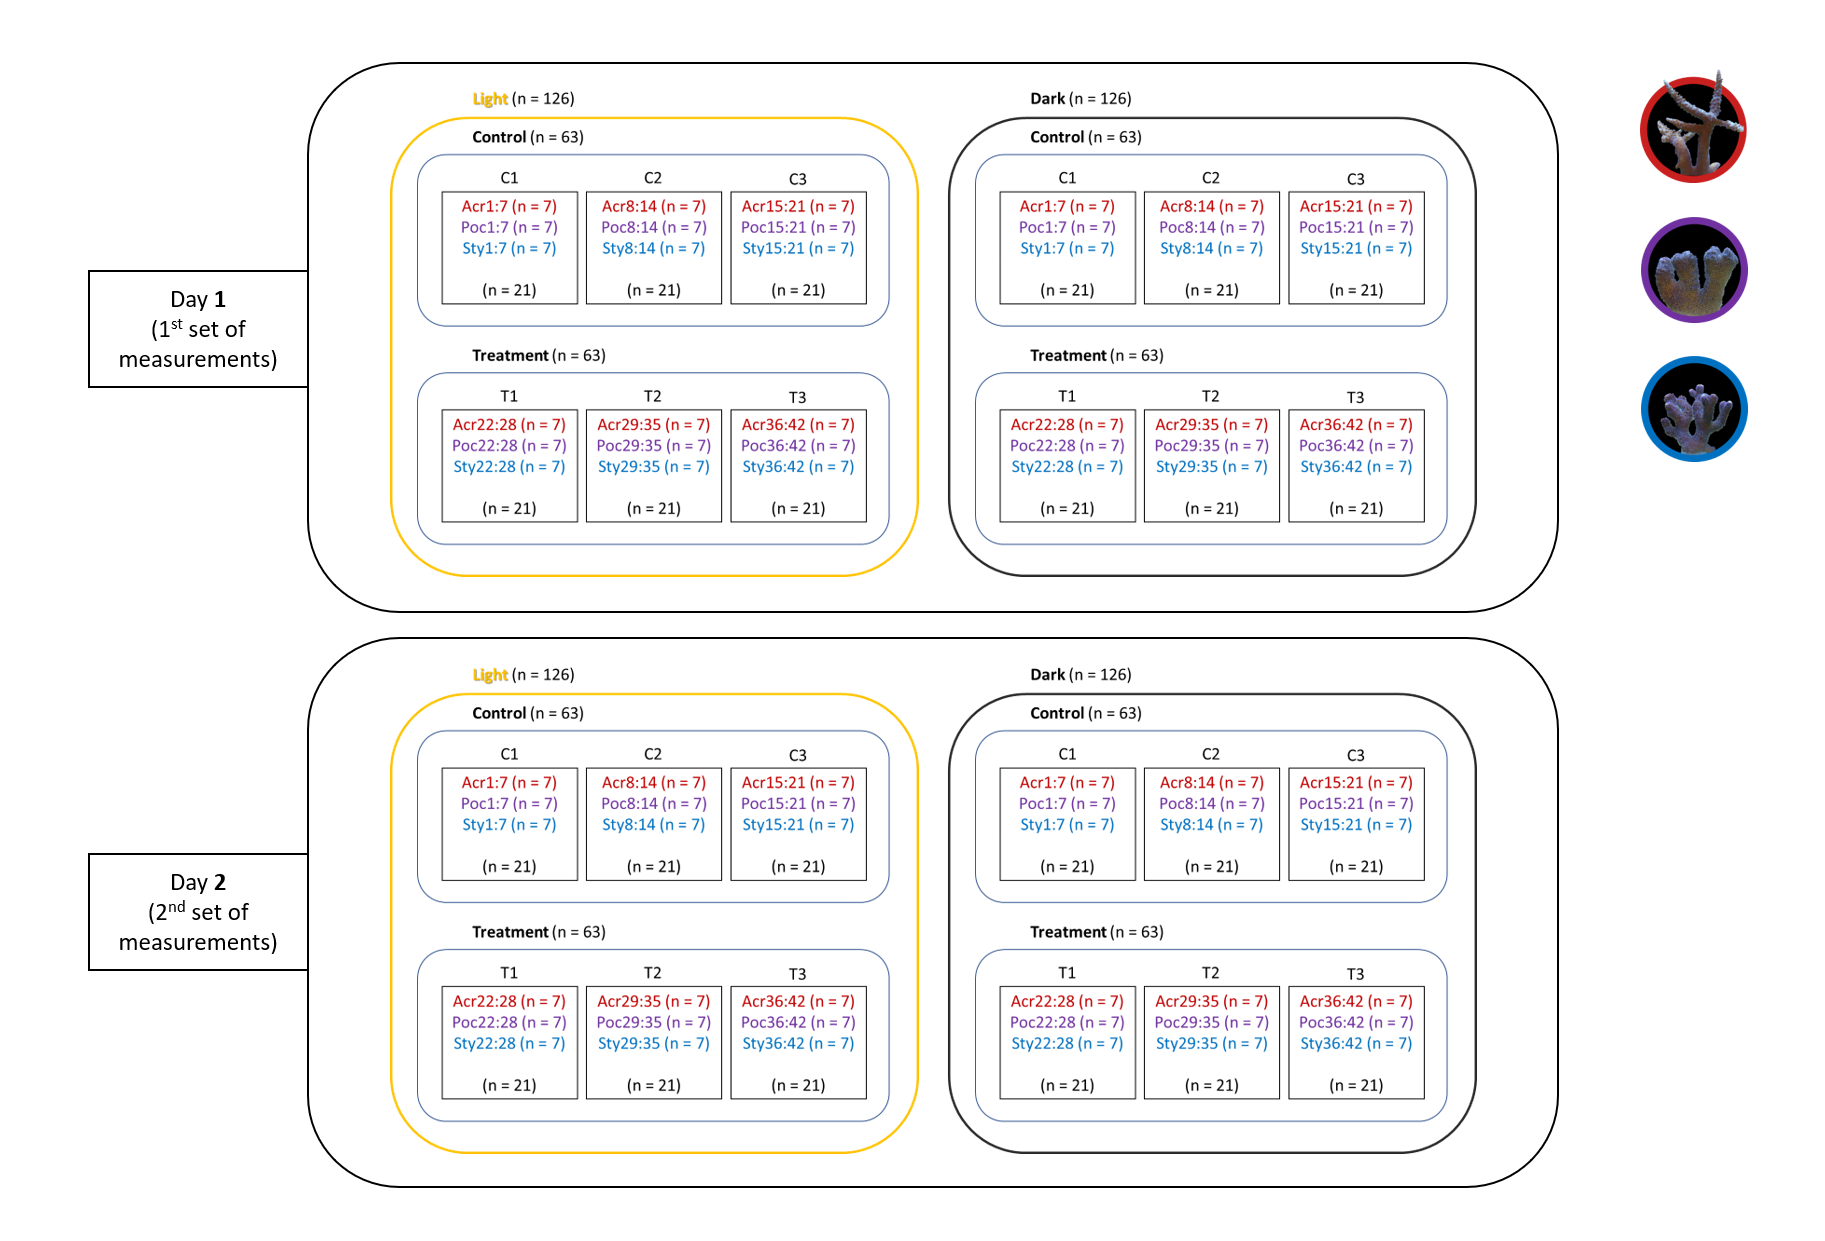 Light (n = 126)
Dark (n = 126)
Control (n = 63)
Control (n = 63)
C1 C2 C3
C1 C2 C3
Acr1:7 (n = 7) Acr8:14 (n = 7) Acr15:21 (n = 7)
Poc1:7 (n = 7) Poc8:14 (n = 7) Poc15:21 (n = 7)
Sty1:7 (n = 7) Sty8:14 (n = 7) Sty15:21 (n = 7)
(n = 21) (n = 21) (n = 21)
Acr1:7 (n = 7) Acr8:14 (n = 7) Acr15:21 (n = 7)
Poc1:7 (n = 7) Poc8:14 (n = 7) Poc15:21 (n = 7)
Sty1:7 (n = 7) Sty8:14 (n = 7) Sty15:21 (n = 7)
(n = 21) (n = 21) (n = 21)
Day 1
(1st set of
measurements)
Treatment (n = 63)
Treatment (n = 63)
T1 T2 T3
T1 T2 T3
Acr22:28 (n = 7) Acr29:35 (n = 7) Acr36:42 (n = 7)
Poc22:28 (n = 7) Poc29:35 (n = 7) Poc36:42 (n = 7)
Sty22:28 (n = 7) Sty29:35 (n = 7) Sty36:42 (n = 7)
(n = 21) (n = 21) (n = 21)
Acr22:28 (n = 7) Acr29:35 (n = 7) Acr36:42 (n = 7)
Poc22:28 (n = 7) Poc29:35 (n = 7) Poc36:42 (n = 7)
Sty22:28 (n = 7) Sty29:35 (n = 7) Sty36:42 (n = 7)
(n = 21) (n = 21) (n = 21)
Light (n = 126)
Dark (n = 126)
Control (n = 63)
Control (n = 63)
C1 C2 C3
C1 C2 C3
Acr1:7 (n = 7) Acr8:14 (n = 7) Acr15:21 (n = 7)
Poc1:7 (n = 7) Poc8:14 (n = 7) Poc15:21 (n = 7)
Sty1:7 (n = 7) Sty8:14 (n = 7) Sty15:21 (n = 7)
(n = 21) (n = 21) (n = 21)
Acr1:7 (n = 7) Acr8:14 (n = 7) Acr15:21 (n = 7)
Poc1:7 (n = 7) Poc8:14 (n = 7) Poc15:21 (n = 7)
Sty1:7 (n = 7) Sty8:14 (n = 7) Sty15:21 (n = 7)
(n = 21) (n = 21) (n = 21)
Day 2
(2nd set of
measurements)
Treatment (n = 63)
Treatment (n = 63)
T1 T2 T3
T1 T2 T3
Acr22:28 (n = 7) Acr29:35 (n = 7) Acr36:42 (n = 7)
Poc22:28 (n = 7) Poc29:35 (n = 7) Poc36:42 (n = 7)
Sty22:28 (n = 7) Sty29:35 (n = 7) Sty36:42 (n = 7)
(n = 21) (n = 21) (n = 21)
Acr22:28 (n = 7) Acr29:35 (n = 7) Acr36:42 (n = 7)
Poc22:28 (n = 7) Poc29:35 (n = 7) Poc36:42 (n = 7)
Sty22:28 (n = 7) Sty29:35 (n = 7) Sty36:42 (n = 7)
(n = 21) (n = 21) (n = 21)